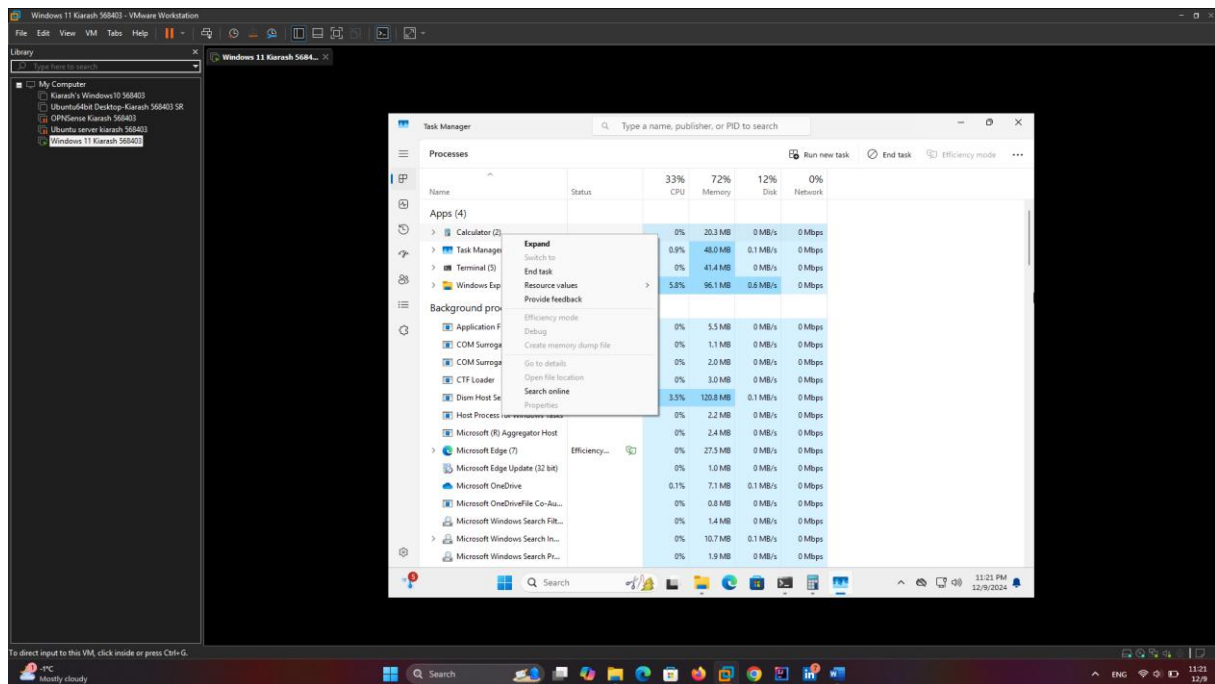 Windows 11 Kiarash 568403 - VMware Workstation
File Edit View VM Tabs Help
Library
Type here to search
Windows 11 Kiarash 5684...
My Computer
Kiarash's Windows10 568403
Ubuntu64bit Desktop-Kiarash 568403 SR
OPNSense Kiarash 568403
Ubuntu server kiarash 568403
Windows 11 Kiarash 568403
Task Manager
Type a name, publisher, or PID to search
Processes
Run new task End task Efficiency mode
33% 72% 12% 0%
Name Status CPU Memory Disk Network
Apps (4)
Calculator (2) 0% 20.3 MB 0 MB/s 0 Mbps
Task Manage 0.9% 48.0 MB 0.1 MB/s 0 Mbps
Terminal (5) 0% 41.4 MB 0 MB/s 0 Mbps
Windows Exp 5.8% 96.1 MB 0.6 MB/s 0 Mbps
Expand
Switch to
End task
Resource values
Provide feedback
Efficiency mode
Debug
Create memory dump file
Go to details
Open file location
Search online
Properties
Background pro
Application F 0% 5.5 MB 0 MB/s 0 Mbps
COM Surroga 0% 1.1 MB 0 MB/s 0 Mbps
COM Surroga 0% 2.0 MB 0 MB/s 0 Mbps
CTF Loader 0% 3.0 MB 0 MB/s 0 Mbps
Dism Host Se 3.5% 120.8 MB 0.1 MB/s 0 Mbps
Host Process for Windows Tasks 0% 2.2 MB 0 MB/s 0 Mbps
Microsoft (R) Aggregator Host 0% 2.4 MB 0 MB/s 0 Mbps
Microsoft Edge (7) Efficiency... 0% 27.5 MB 0 MB/s 0 Mbps
Microsoft Edge Update (32 bit) 0% 1.0 MB 0 MB/s 0 Mbps
Microsoft OneDrive 0.1% 7.1 MB 0.1 MB/s 0 Mbps
Microsoft OneDriveFile Co-Au... 0% 0.8 MB 0 MB/s 0 Mbps
Microsoft Windows Search Filt... 0% 1.4 MB 0 MB/s 0 Mbps
Microsoft Windows Search In... 0% 10.7 MB 0.1 MB/s 0 Mbps
Microsoft Windows Search Pr... 0% 1.9 MB 0 MB/s 0 Mbps
5
Search
11:21 PM
12/9/2024
To direct input to this VM, click inside or press Ctrl+G.
1
-1°C
Mostly cloudy
Search
ENG
11:21
12/9